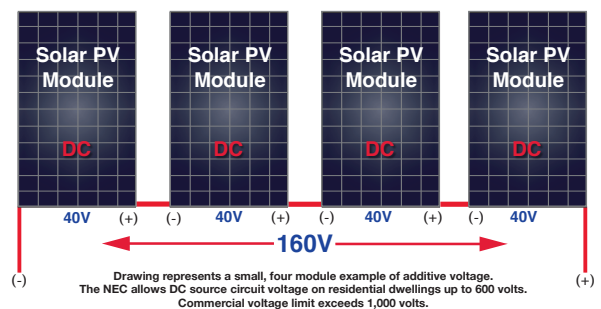 Solar PV Module
Solar PV Module
Solar PV Module
Solar PV Module
DC
DC
DC
DC
40V (+) (-) 40V (+) (-) 40V (+) (-) 40V
160V
(-) (+)
Drawing represents a small, four module example of additive voltage.
The NEC allows DC source circuit voltage on residential dwellings up to 600 volts.
Commercial voltage limit exceeds 1,000 volts.